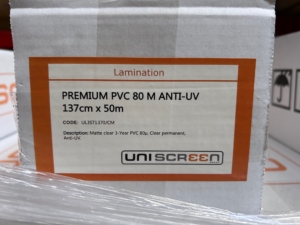 Lamination
PREMIUM PVC 80 M ANTI-UV
137cm x 50m
CODE: UL3ST137IUCM
Description: Matte clear 1-Year PVC 80µ, Clear permanent,
Anti-UV
UNISCREEN